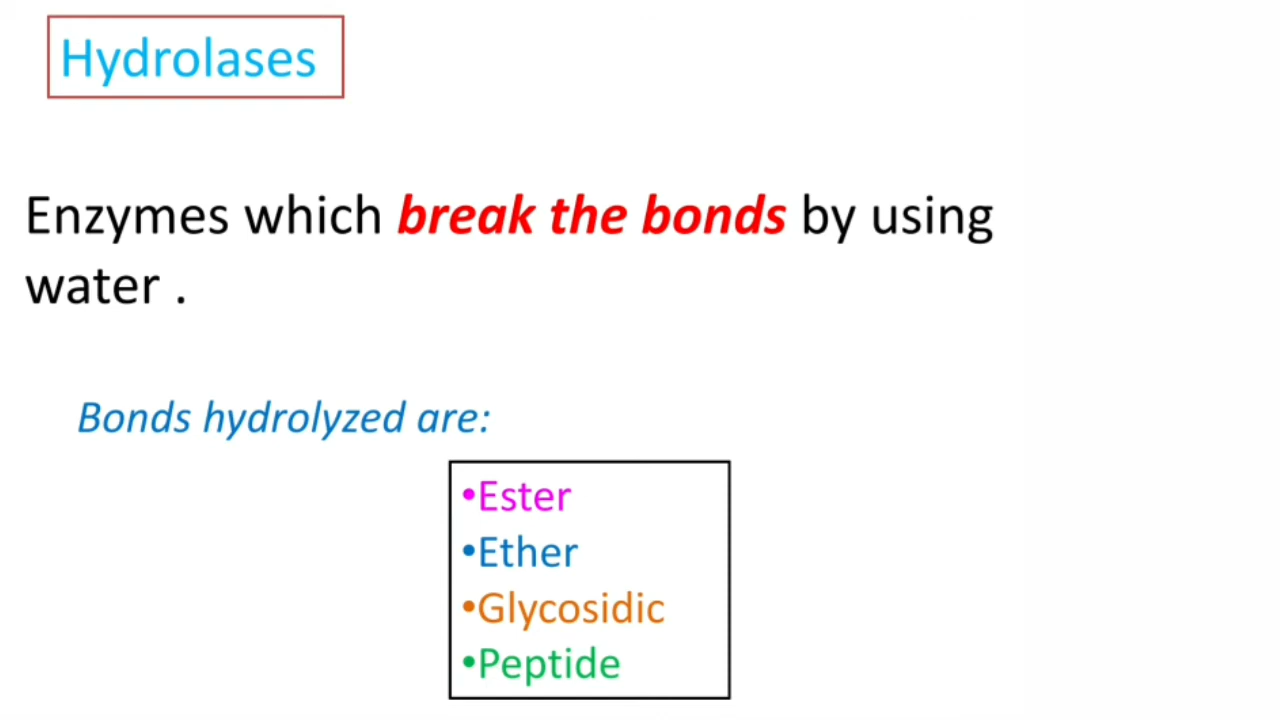 Hydrolases
Enzymes which break the bonds by using
water .
Bonds hydrolyzed are:
•Ester
•Ether
•Glycosidic
•Peptide